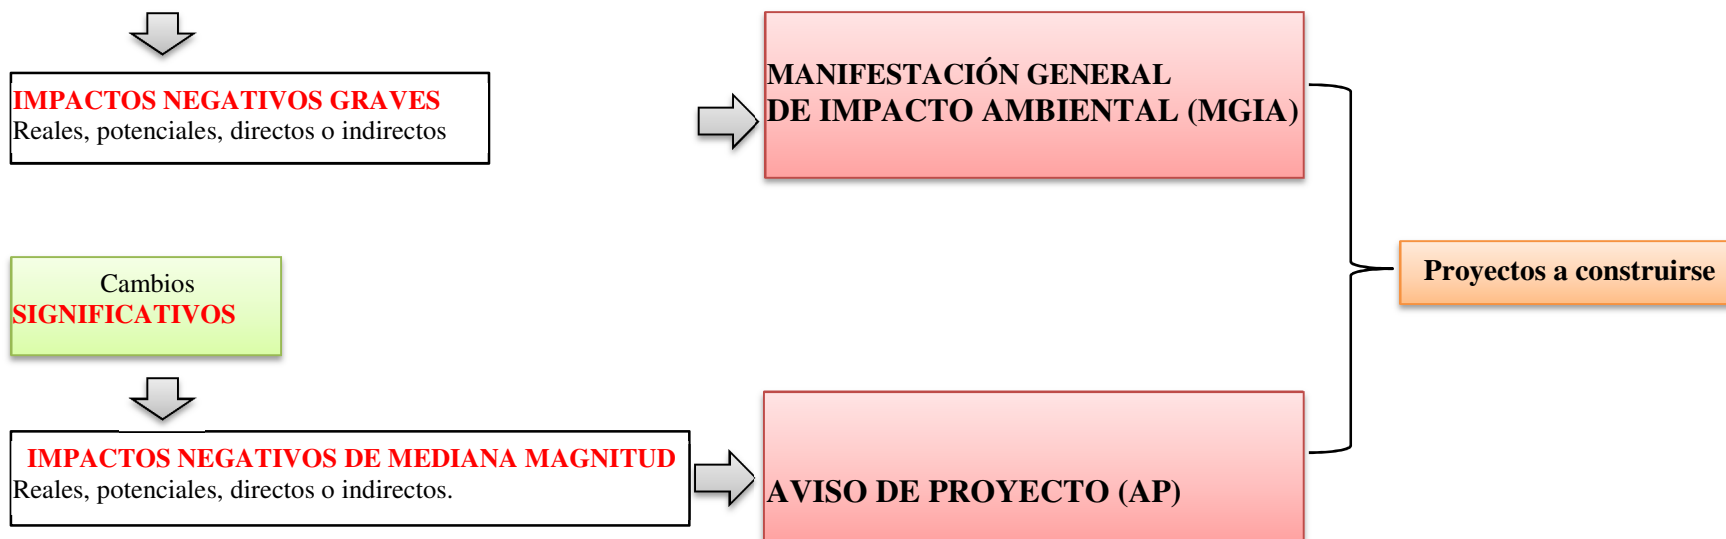 IMPACTOS NEGATIVOS GRAVES
Reales, potenciales, directos o indirectos
MANIFESTACIÓN GENERAL
DE IMPACTO AMBIENTAL (MGIA)
Cambios
SIGNIFICATIVOS
Proyectos a construirse
IMPACTOS NEGATIVOS DE MEDIANA MAGNITUD
Reales, potenciales, directos o indirectos.
AVISO DE PROYECTO (AP)